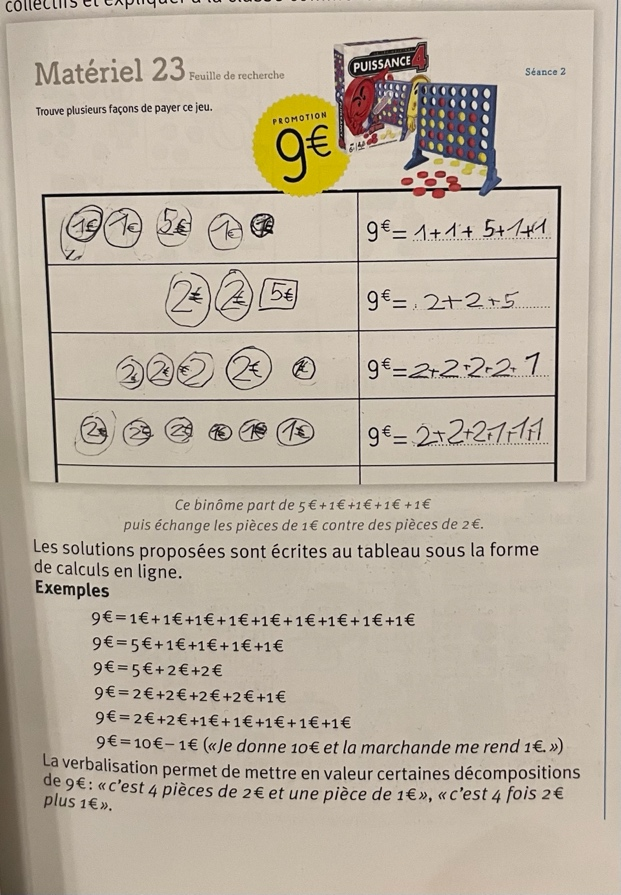 collectifs et expliquer à la classe
Matériel 23 Feuille de recherche
Séance 2
Trouve plusieurs façons de payer ce jeu.
PUISSANCE 4
PROMOTION
9€
1€ 1€ 5€ 1€ 1€
9€= 1+1+ 5+1+1
2€ 2€ 5€
9€= 2+2+5
2€ 2€ €2 2€ 1€
9€=2+2+2+2+ 1
2€ 2€ 2€ 1€ 1€ 1€
9€= 2+2+2+1+1+1
Ce binôme part de 5€+1€+1€+1€+1€
puis échange les pièces de 1€ contre des pièces de 2€.
Les solutions proposées sont écrites au tableau sous la forme
de calculs en ligne.
Exemples
9€=1€+1€+1€+1€+1€+1€+1€+1€+1€
9€=5€+1€+1€+1€+1€
9€=5€+2€+2€
9€=2€+2€+2€+2€+1€
9€=2€+2€+1€+1€+1€+1€+1€
9€=10€–1€ («Je donne 10€ et la marchande me rend 1€.»)
La verbalisation permet de mettre en valeur certaines décompositions
de 9€: «c'est 4 pièces de 2€ et une pièce de 1€», «c'est 4 fois 2€
plus 1€».